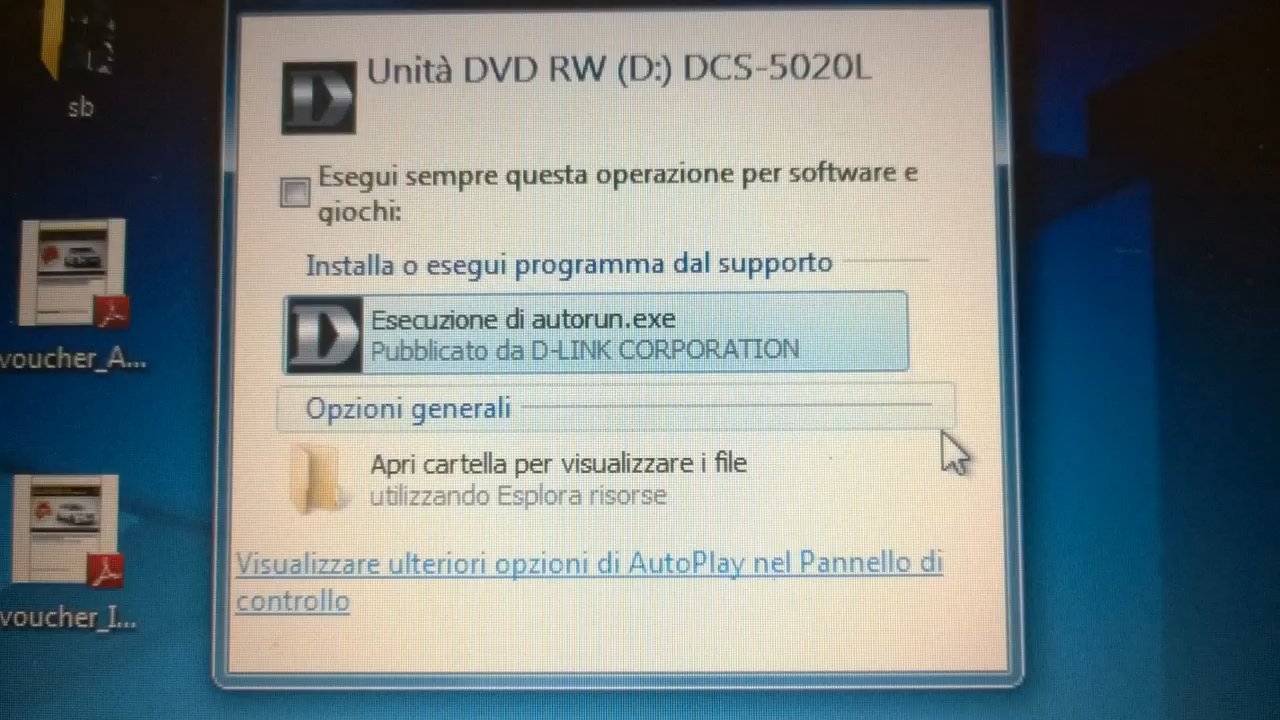 sb
Unità DVD RW (D:) DCS-5020L
Esegui sempre questa operazione per software e
giochi:
Installa o esegui programma dal supporto
Esecuzione di autorun.exe
Pubblicato da D-LINK CORPORATION
Opzioni generali
Apri cartella per visualizzare i file
utilizzando Esplora risorse
Visualizzare ulteriori opzioni di AutoPlay nel Pannello di
controllo
voucher_A...
voucher_I...